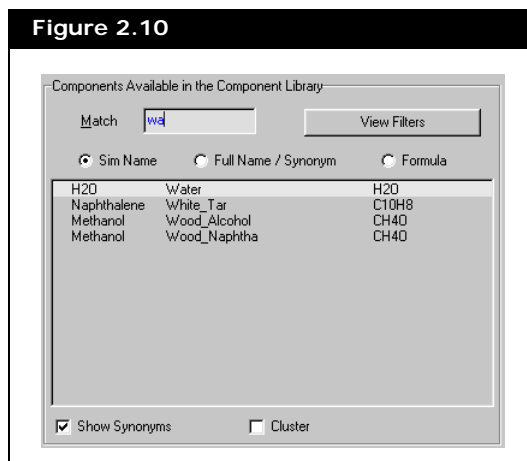 Figure 2.10
Components Available in the Component Library
Match wa View Filters
Sim Name Full Name / Synonym Formula
H2O Water H2O
Naphthalene White_Tar C10H8
Methanol Wood_Alcohol CH4O
Methanol Wood_Naphtha CH4O
Show Synonyms Cluster